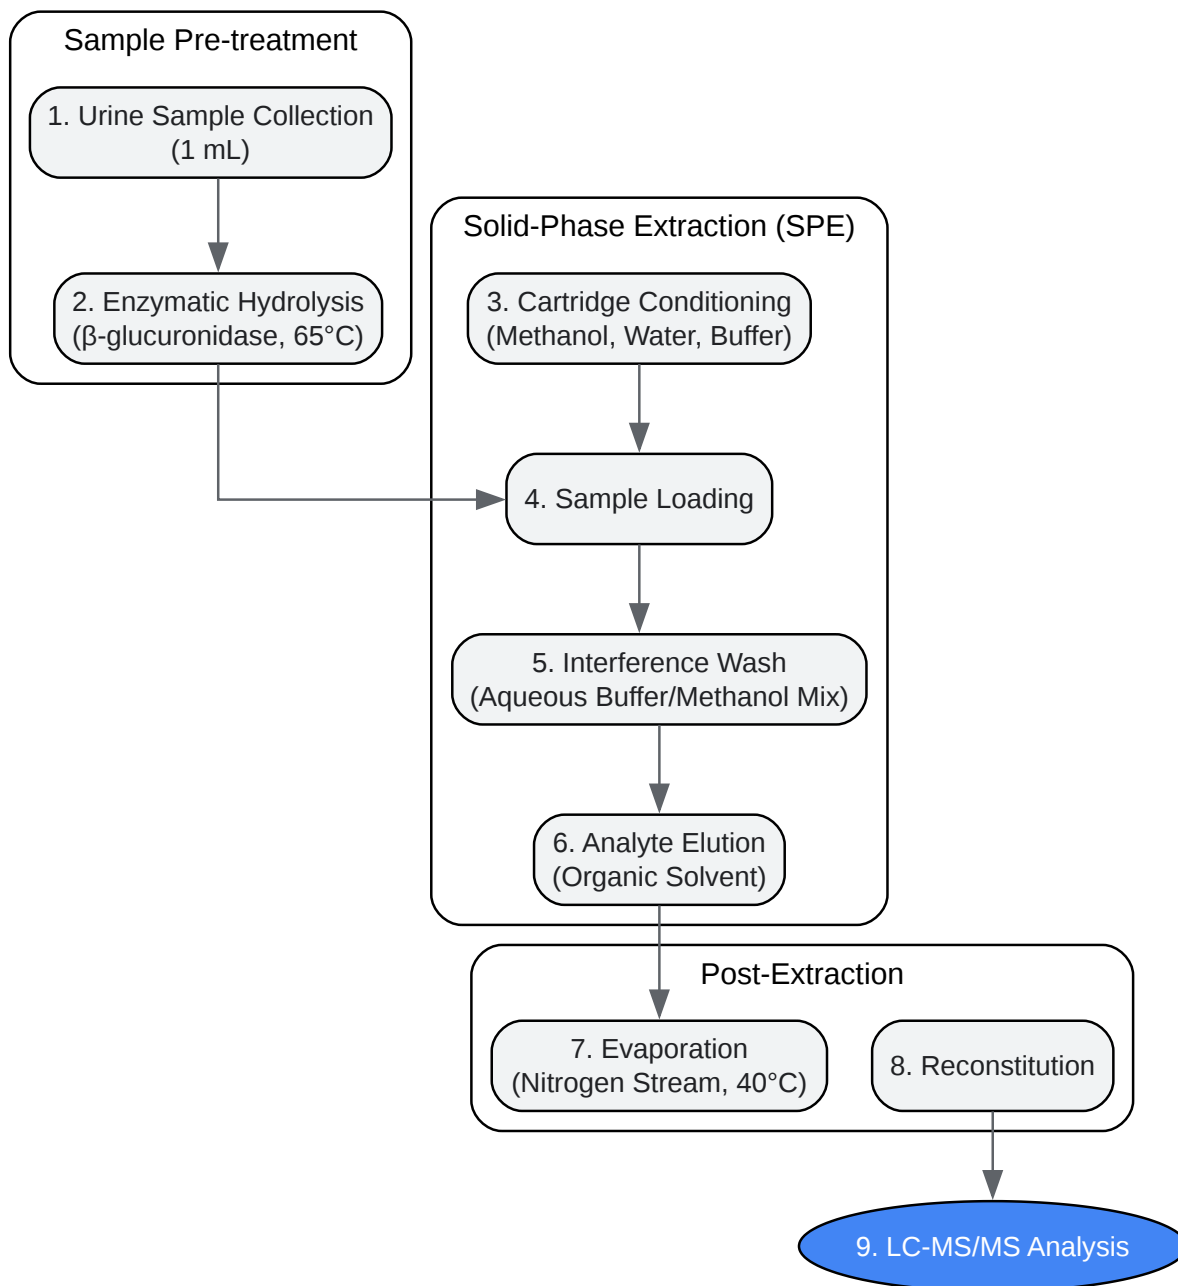 Sample Pre-treatment
1. Urine Sample Collection
(1 mL)
2. Enzymatic Hydrolysis
(β-glucuronidase, 65°C)
Solid-Phase Extraction (SPE)
3. Cartridge Conditioning
(Methanol, Water, Buffer)
4. Sample Loading
5. Interference Wash
(Aqueous Buffer/Methanol Mix)
6. Analyte Elution
(Organic Solvent)
Post-Extraction
7. Evaporation
(Nitrogen Stream, 40°C)
8. Reconstitution
9. LC-MS/MS Analysis